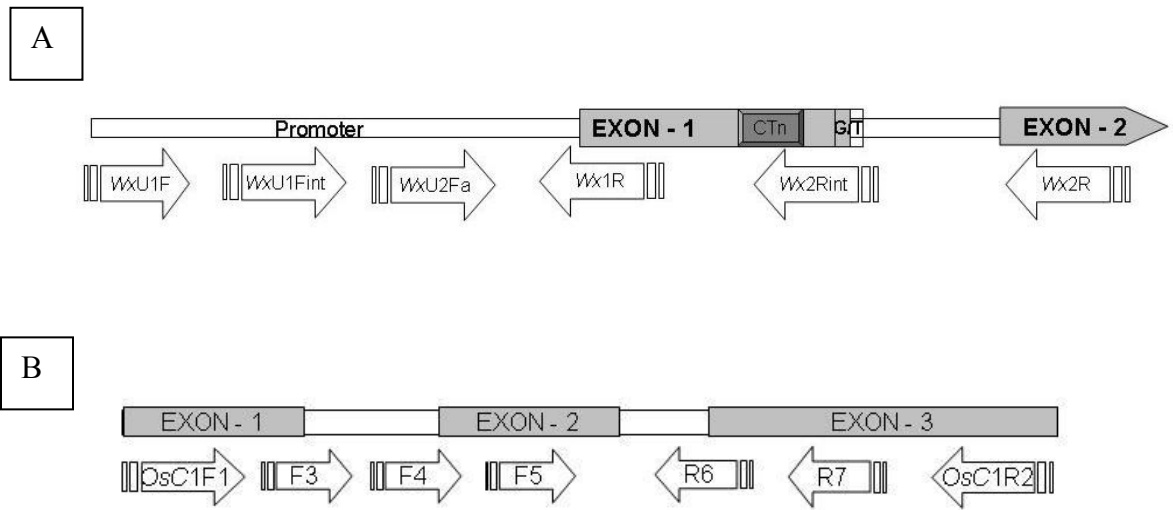 A
Promoter EXON - 1 CTn G/T EXON - 2
WxU1F WxU1Fint WxU2Fa Wx1R Wx2Rint Wx2R
B
EXON - 1 EXON - 2 EXON - 3
OsC1F1 F3 F4 F5 R6 R7 OsC1R2